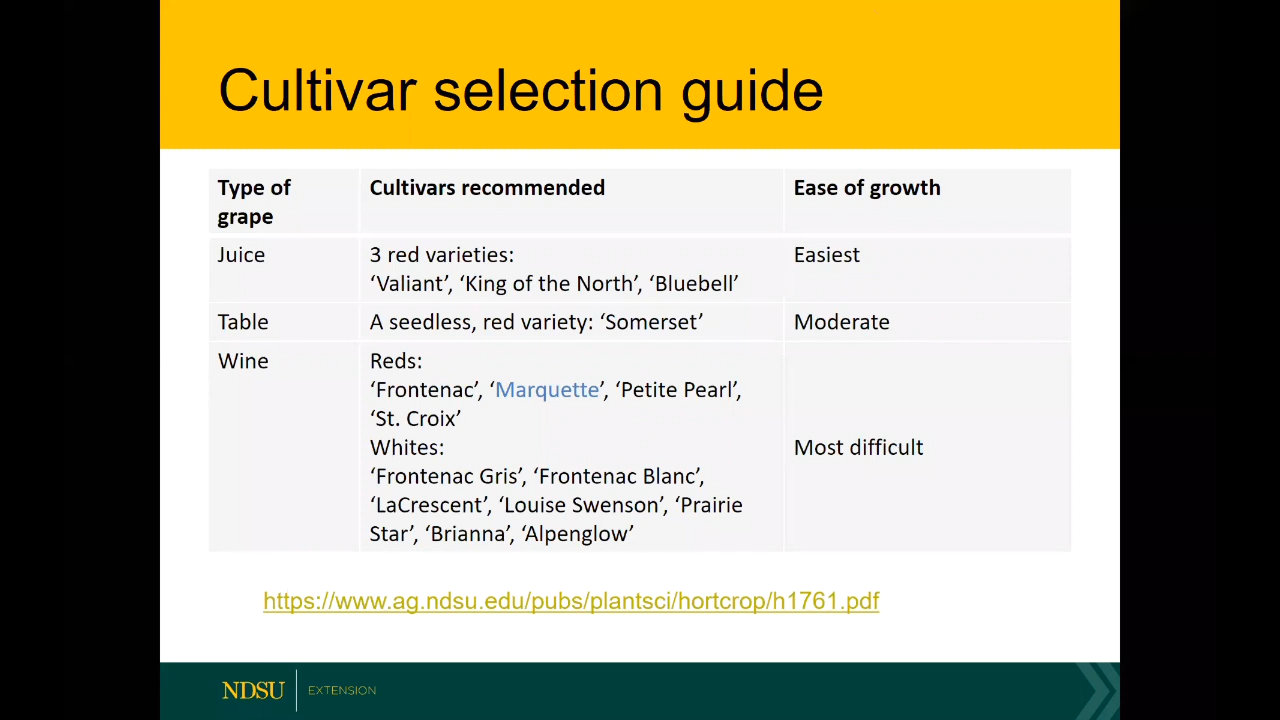 Cultivar selection guide
Type of grape
Cultivars recommended
Ease of growth
Juice
3 red varieties:
‘Valiant’, ‘King of the North’, ‘Bluebell’
Easiest
Table
A seedless, red variety: ‘Somerset’
Moderate
Wine
Reds:
‘Frontenac’, ‘Marquette’, ‘Petite Pearl’,
‘St. Croix’
Whites:
‘Frontenac Gris’, ‘Frontenac Blanc’,
‘LaCrescent’, ‘Louise Swenson’, ‘Prairie
Star’, ‘Brianna’, ‘Alpenglow’
Most difficult
https://www.ag.ndsu.edu/pubs/plantsci/hortcrop/h1761.pdf
NDSU EXTENSION